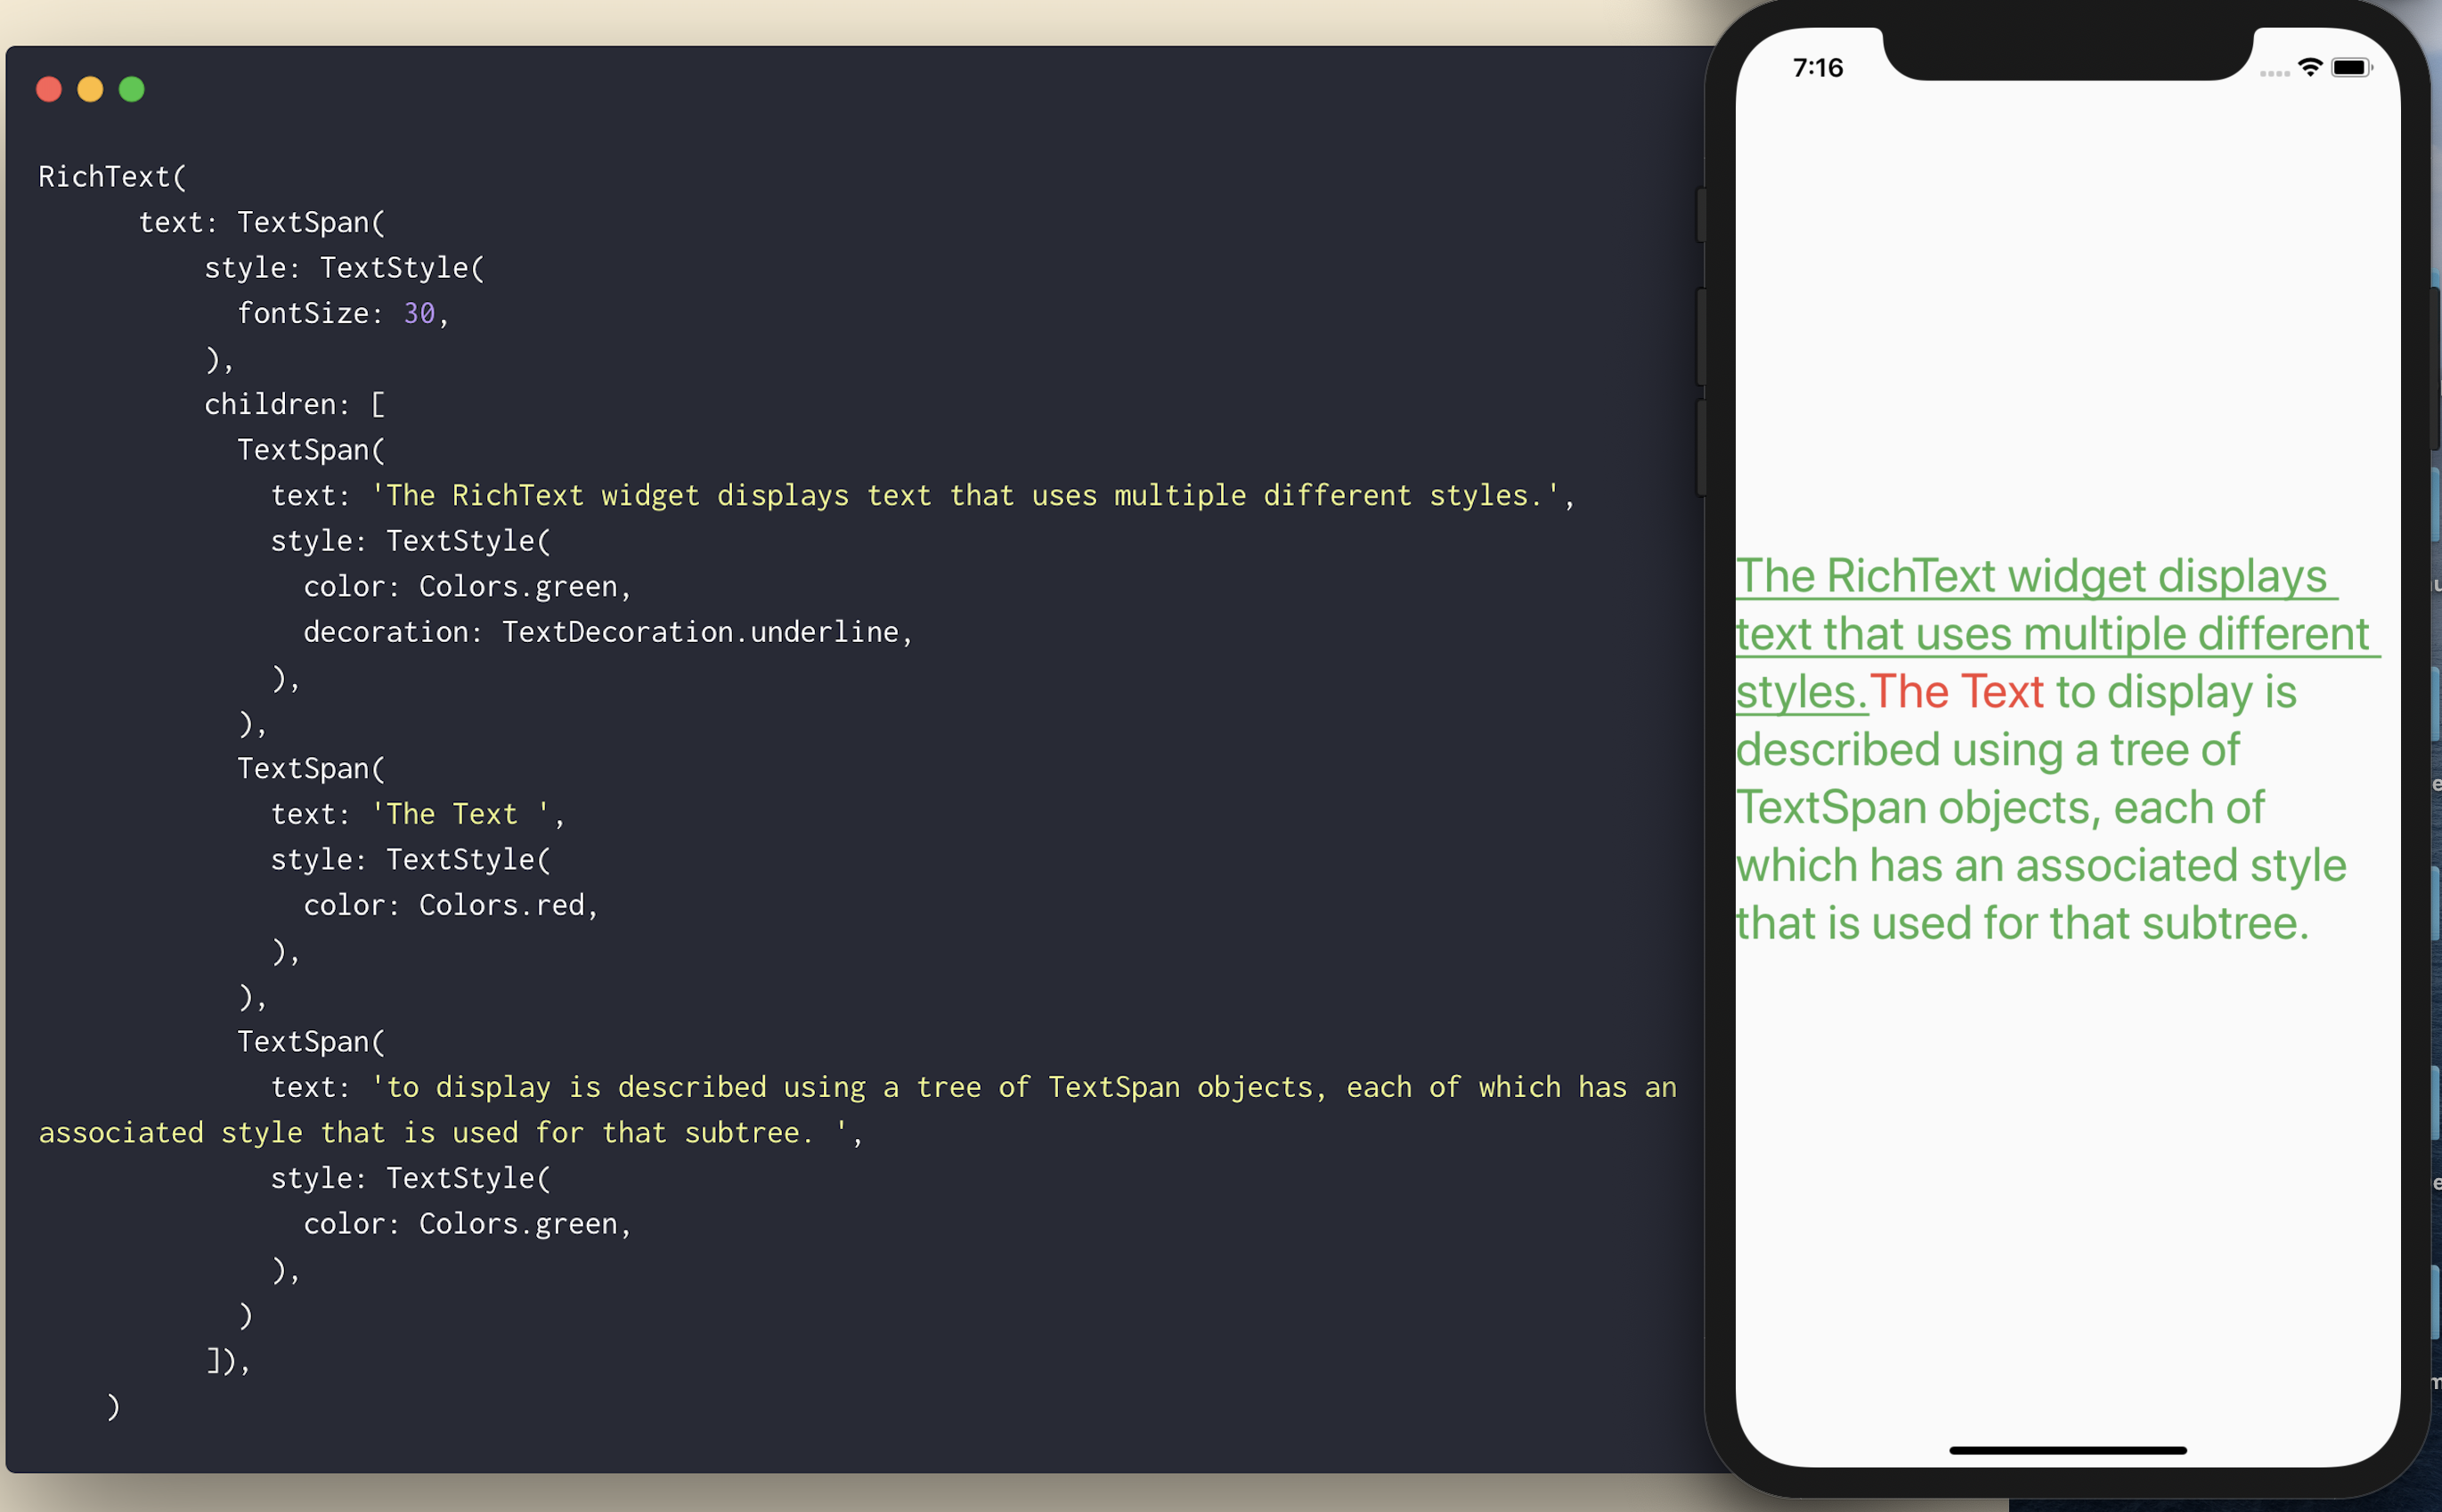 RichText(
text: TextSpan(
style: TextStyle(
fontSize: 30,
),
children: [
TextSpan(
text: 'The RichText widget displays text that uses multiple different styles.',
style: TextStyle(
color: Colors.green,
decoration: TextDecoration.underline,
),
),
TextSpan(
text: 'The Text ',
style: TextStyle(
color: Colors.red,
),
),
TextSpan(
text: 'to display is described using a tree of TextSpan objects, each of which has an
associated style that is used for that subtree. ',
style: TextStyle(
color: Colors.green,
),
)
]),
)
7:16
The RichText widget displays
text that uses multiple different
styles.The Text to display is
described using a tree of
TextSpan objects, each of
which has an associated style
that is used for that subtree.